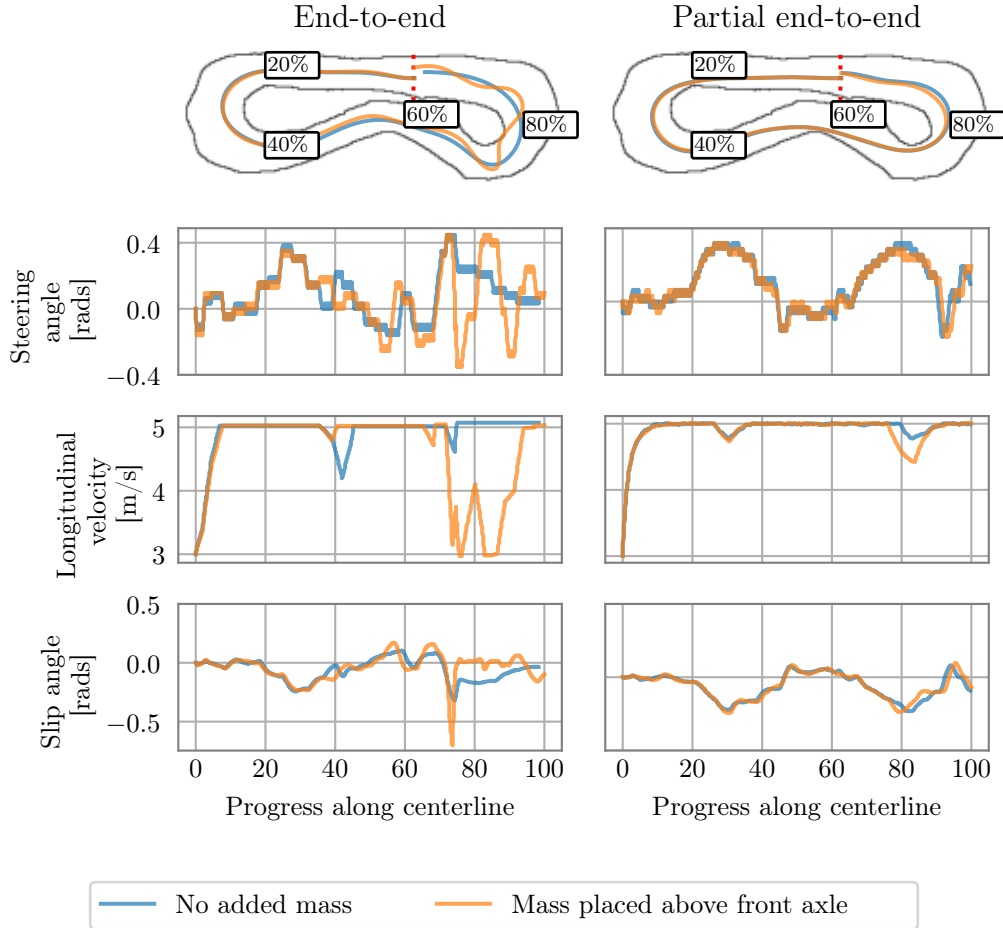 End-to-end
Partial end-to-end
20%
40%
60%
80%
20%
40%
60%
80%
Steering
angle
[rads]
0.4
0.0
−0.4
Longitudinal
velocity
[m/s]
5
4
3
Slip angle
[rads]
0.5
0.0
−0.5
0 20 40 60 80 100
0 20 40 60 80 100
Progress along centerline
Progress along centerline
No added mass
Mass placed above front axle